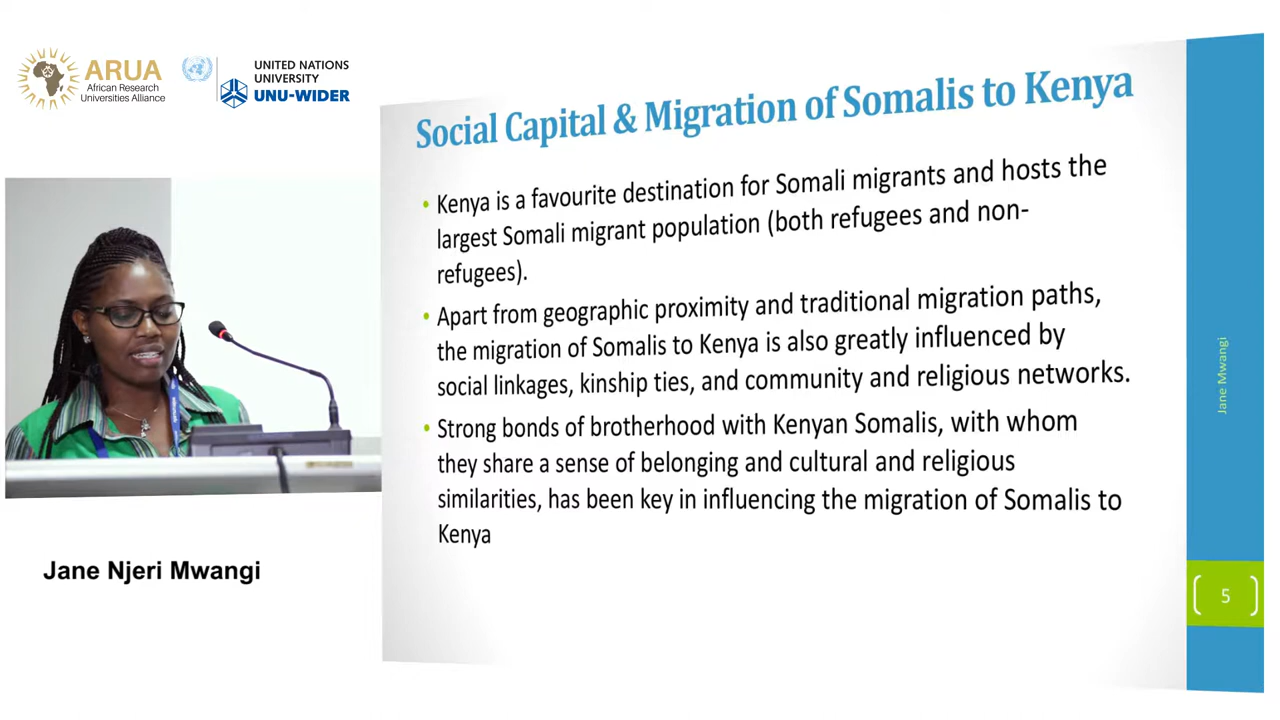 ARUA
African Research
Universities Alliance
UNITED NATIONS
UNIVERSITY
UNU-WIDER
Social Capital & Migration of Somalis to Kenya
• Kenya is a favourite destination for Somali migrants and hosts the
largest Somali migrant population (both refugees and non-
refugees).
• Apart from geographic proximity and traditional migration paths,
the migration of Somalis to Kenya is also greatly influenced by
social linkages, kinship ties, and community and religious networks.
• Strong bonds of brotherhood with Kenyan Somalis, with whom
they share a sense of belonging and cultural and religious
similarities, has been key in influencing the migration of Somalis to
Kenya
Jane Mwangi
5
Jane Njeri Mwangi